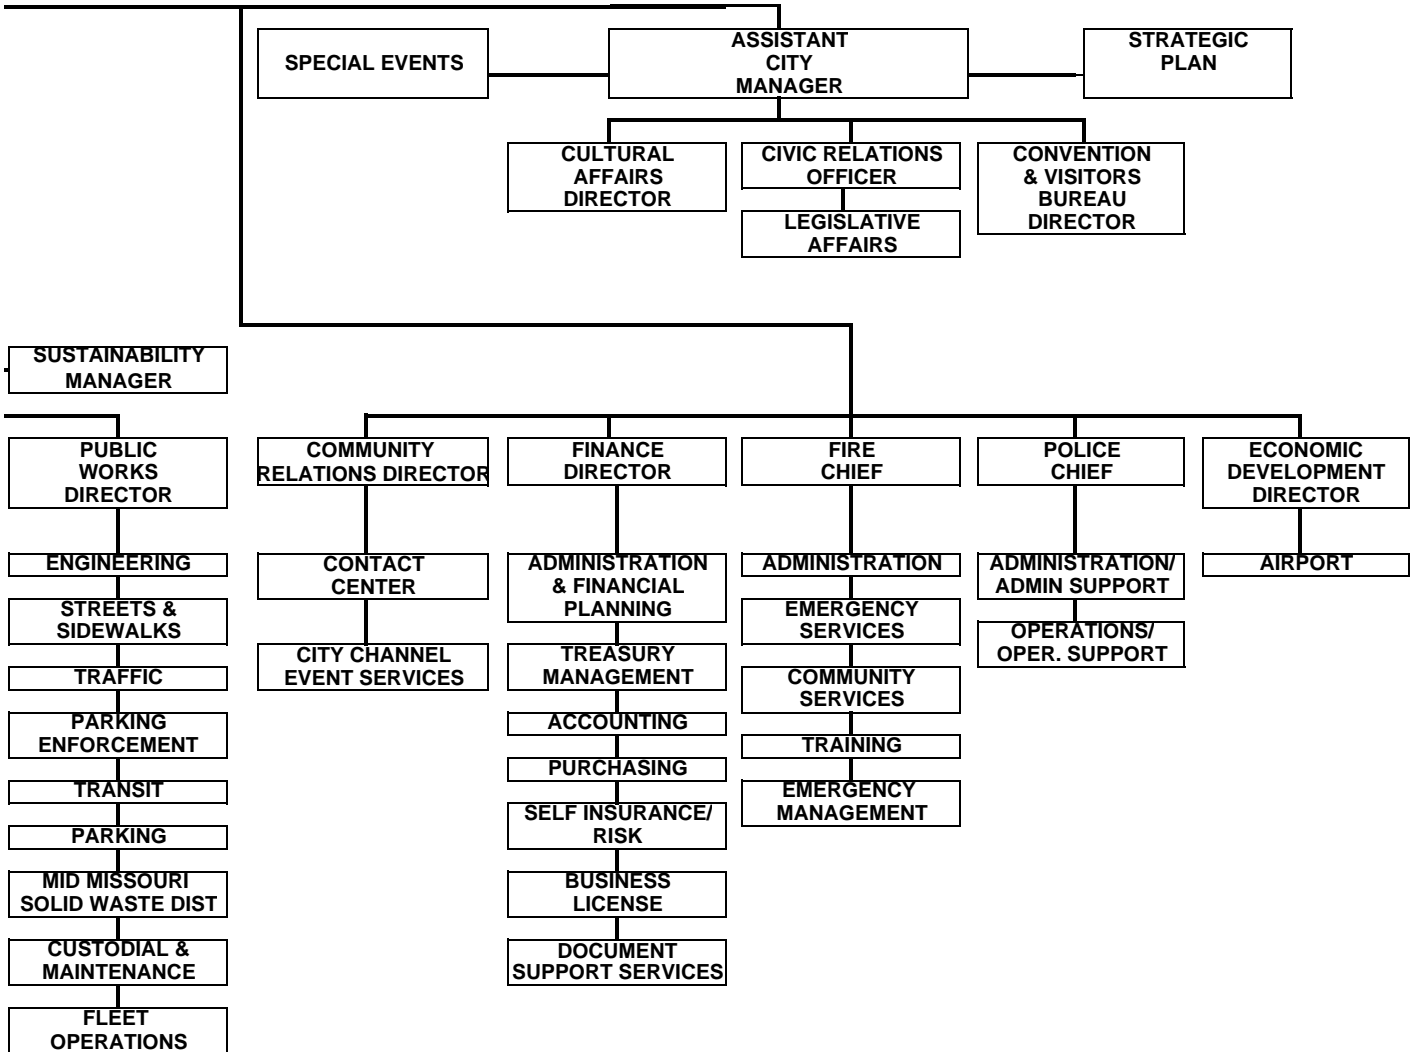 SPECIAL EVENTS
ASSISTANT
CITY
MANAGER
STRATEGIC
PLAN
CULTURAL
AFFAIRS
DIRECTOR
CIVIC RELATIONS
OFFICER
LEGISLATIVE
AFFAIRS
CONVENTION
& VISITORS
BUREAU
DIRECTOR
SUSTAINABILITY
MANAGER
PUBLIC
WORKS
DIRECTOR
ENGINEERING
STREETS &
SIDEWALKS
TRAFFIC
PARKING
ENFORCEMENT
TRANSIT
PARKING
MID MISSOURI
SOLID WASTE DIST
CUSTODIAL &
MAINTENANCE
FLEET
OPERATIONS
COMMUNITY
RELATIONS DIRECTOR
CONTACT
CENTER
CITY CHANNEL
EVENT SERVICES
FINANCE
DIRECTOR
ADMINISTRATION
& FINANCIAL
PLANNING
TREASURY
MANAGEMENT
ACCOUNTING
PURCHASING
SELF INSURANCE/
RISK
BUSINESS
LICENSE
DOCUMENT
SUPPORT SERVICES
FIRE
CHIEF
ADMINISTRATION
EMERGENCY
SERVICES
COMMUNITY
SERVICES
TRAINING
EMERGENCY
MANAGEMENT
POLICE
CHIEF
ADMINISTRATION/
ADMIN SUPPORT
OPERATIONS/
OPER. SUPPORT
ECONOMIC
DEVELOPMENT
DIRECTOR
AIRPORT